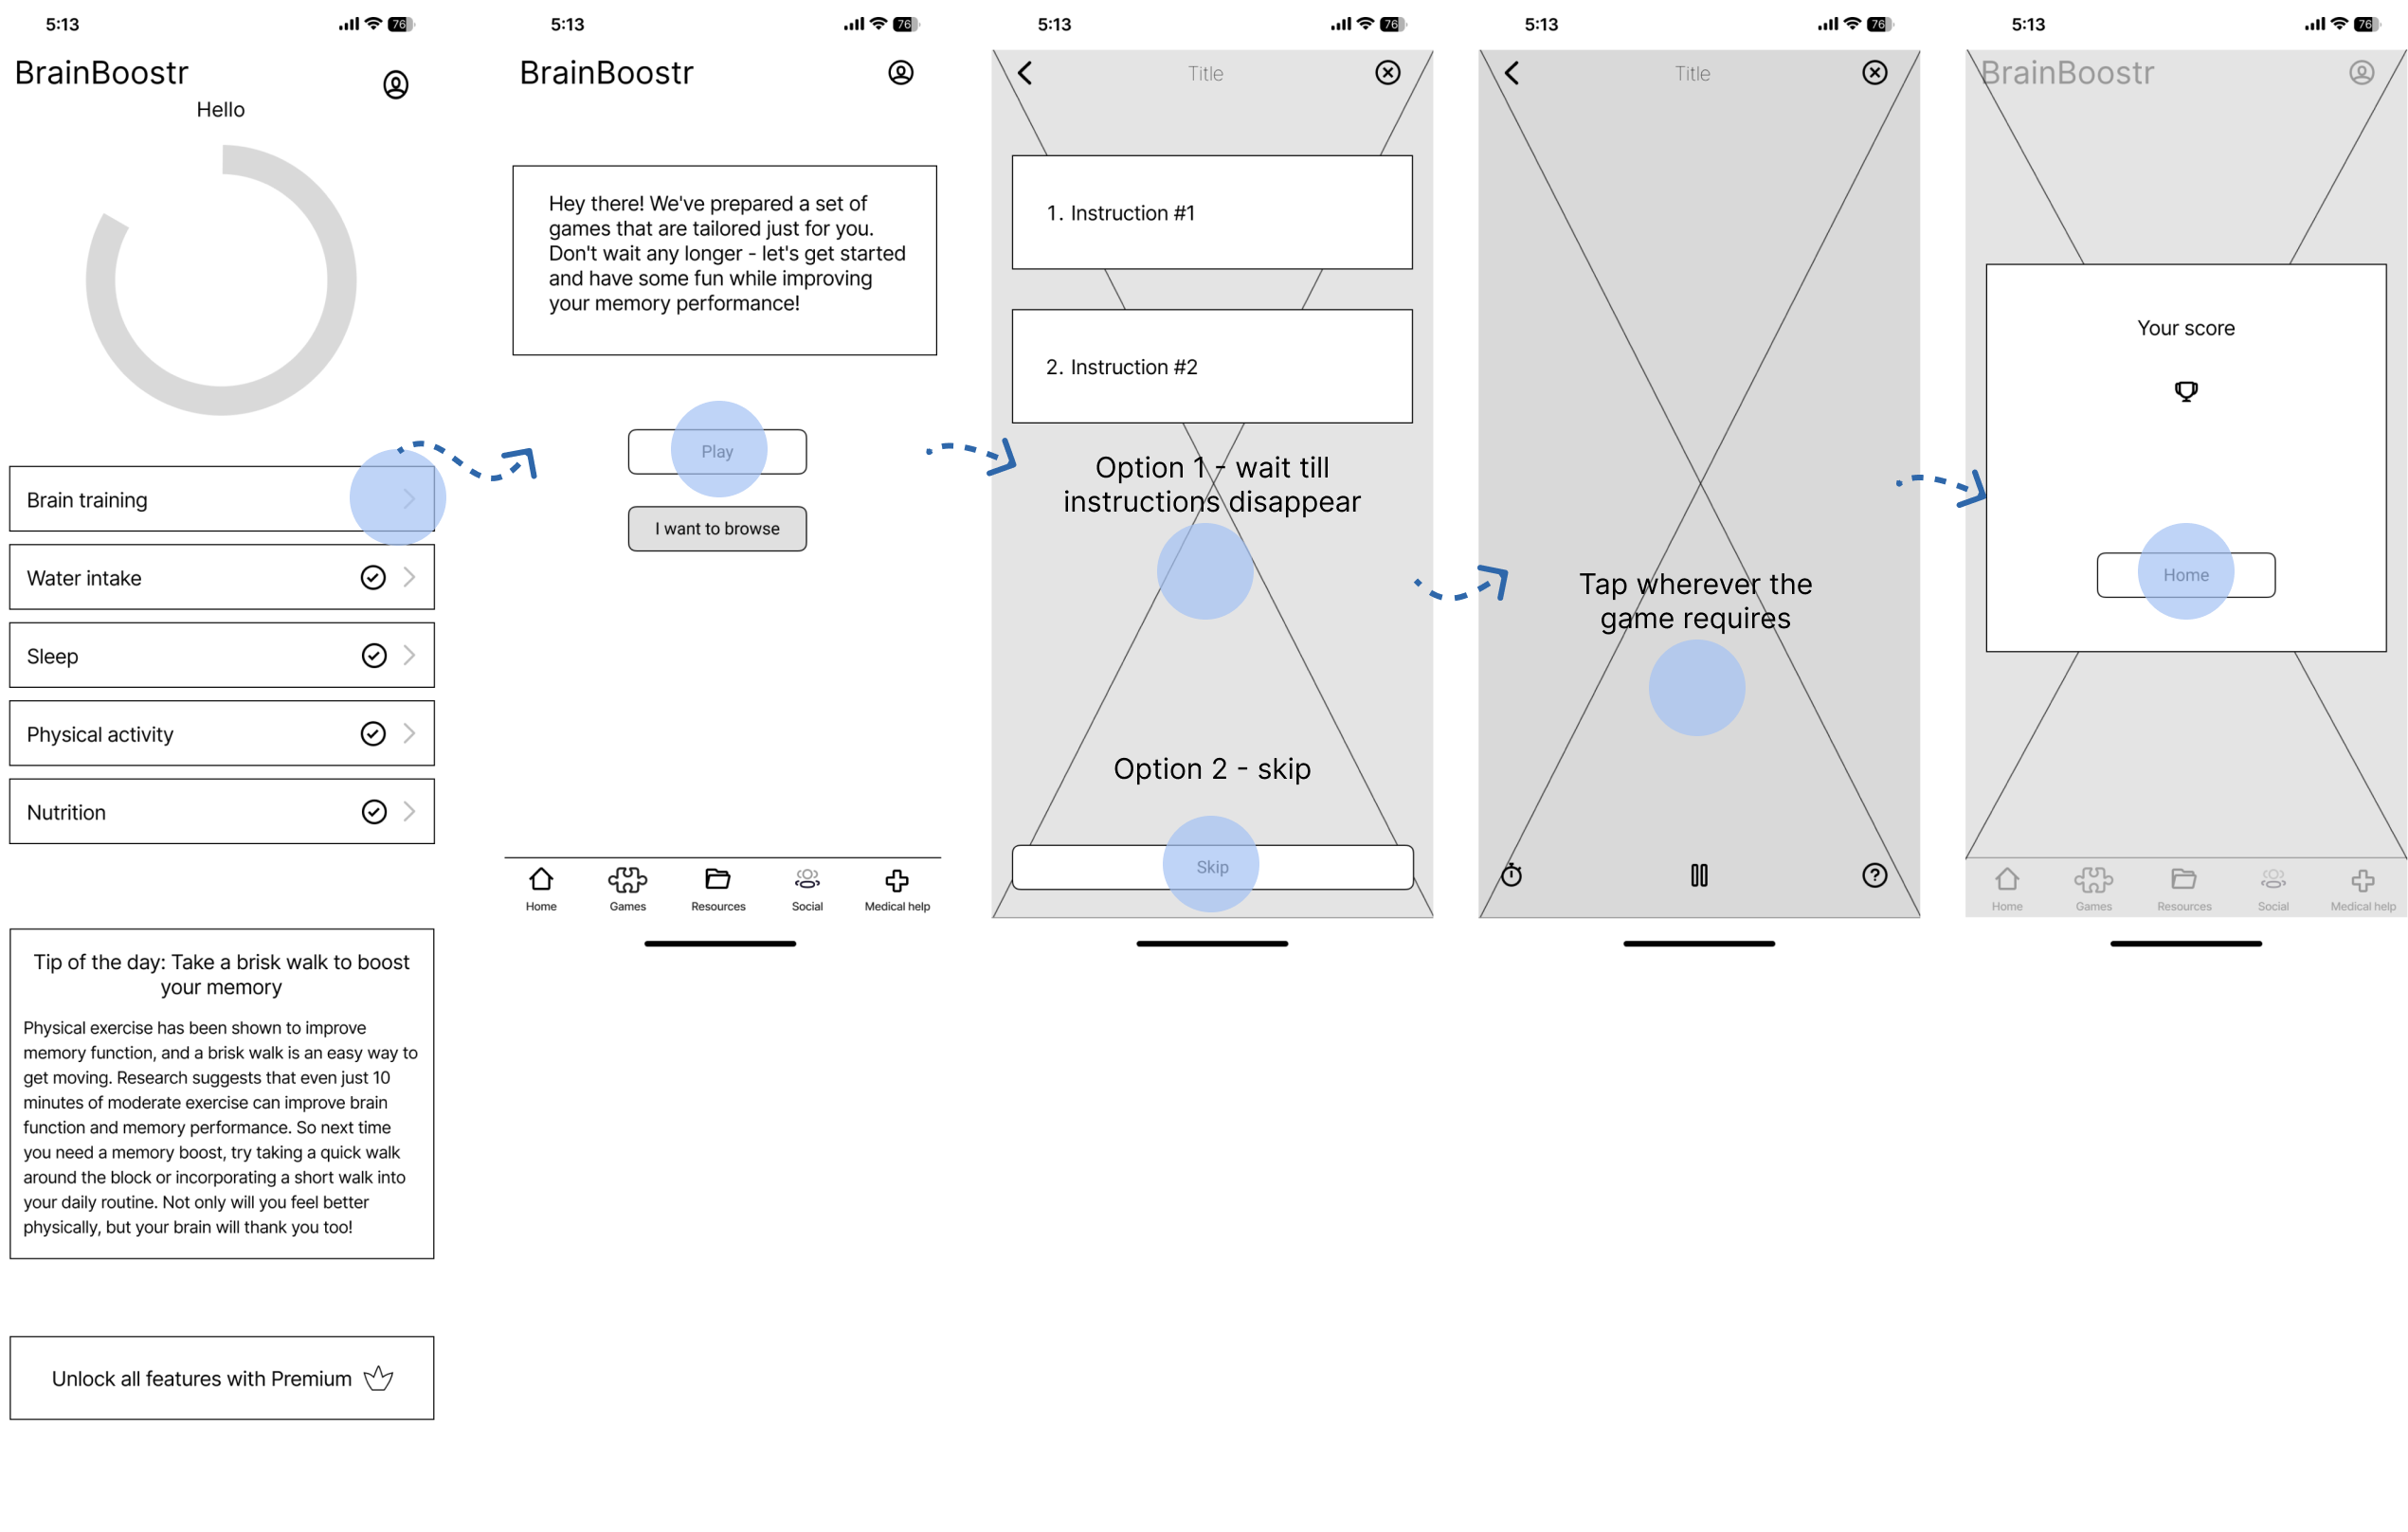 5:13
76
BrainBoostr
Hello
Brain training
Water intake
Sleep
Physical activity
Nutrition
Tip of the day: Take a brisk walk to boost
your memory
Physical exercise has been shown to improve
memory function, and a brisk walk is an easy way to
get moving. Research suggests that even just 10
minutes of moderate exercise can improve brain
function and memory performance. So next time
you need a memory boost, try taking a quick walk
around the block or incorporating a short walk into
your daily routine. Not only will you feel better
physically, but your brain will thank you too!
Unlock all features with Premium
5:13
76
BrainBoostr
Hey there! We've prepared a set of
games that are tailored just for you.
Don't wait any longer - let's get started
and have some fun while improving
your memory performance!
Play
I want to browse
Home
Games
Resources
Social
Medical help
5:13
76
Title
1. Instruction #1
2. Instruction #2
Option 1 - wait till
instructions disappear
Option 2 - skip
Skip
5:13
76
Title
Tap wherever the
game requires
?
5:13
76
BrainBoostr
Your score
Home
Home
Games
Resources
Social
Medical help